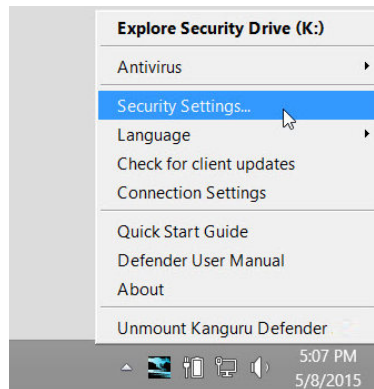 Explore Security Drive (K:)
Antivirus
Security Settings...
Language
Check for client updates
Connection Settings
Quick Start Guide
Defender User Manual
About
Unmount Kanguru Defender
5:07 PM
5/8/2015